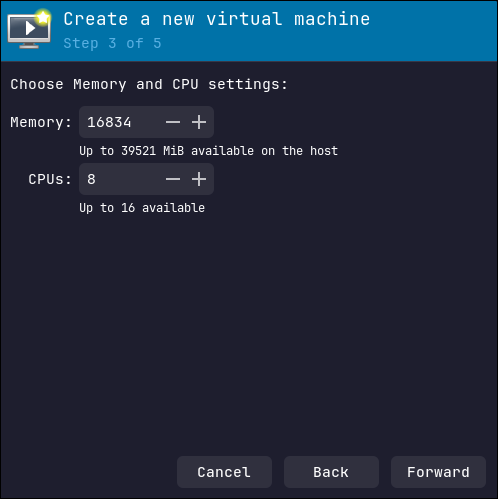 Create a new virtual machine
Step 3 of 5
Choose Memory and CPU settings:
Memory: 16834
Up to 39521 MiB available on the host
CPUs: 8
Up to 16 available
Cancel Back Forward